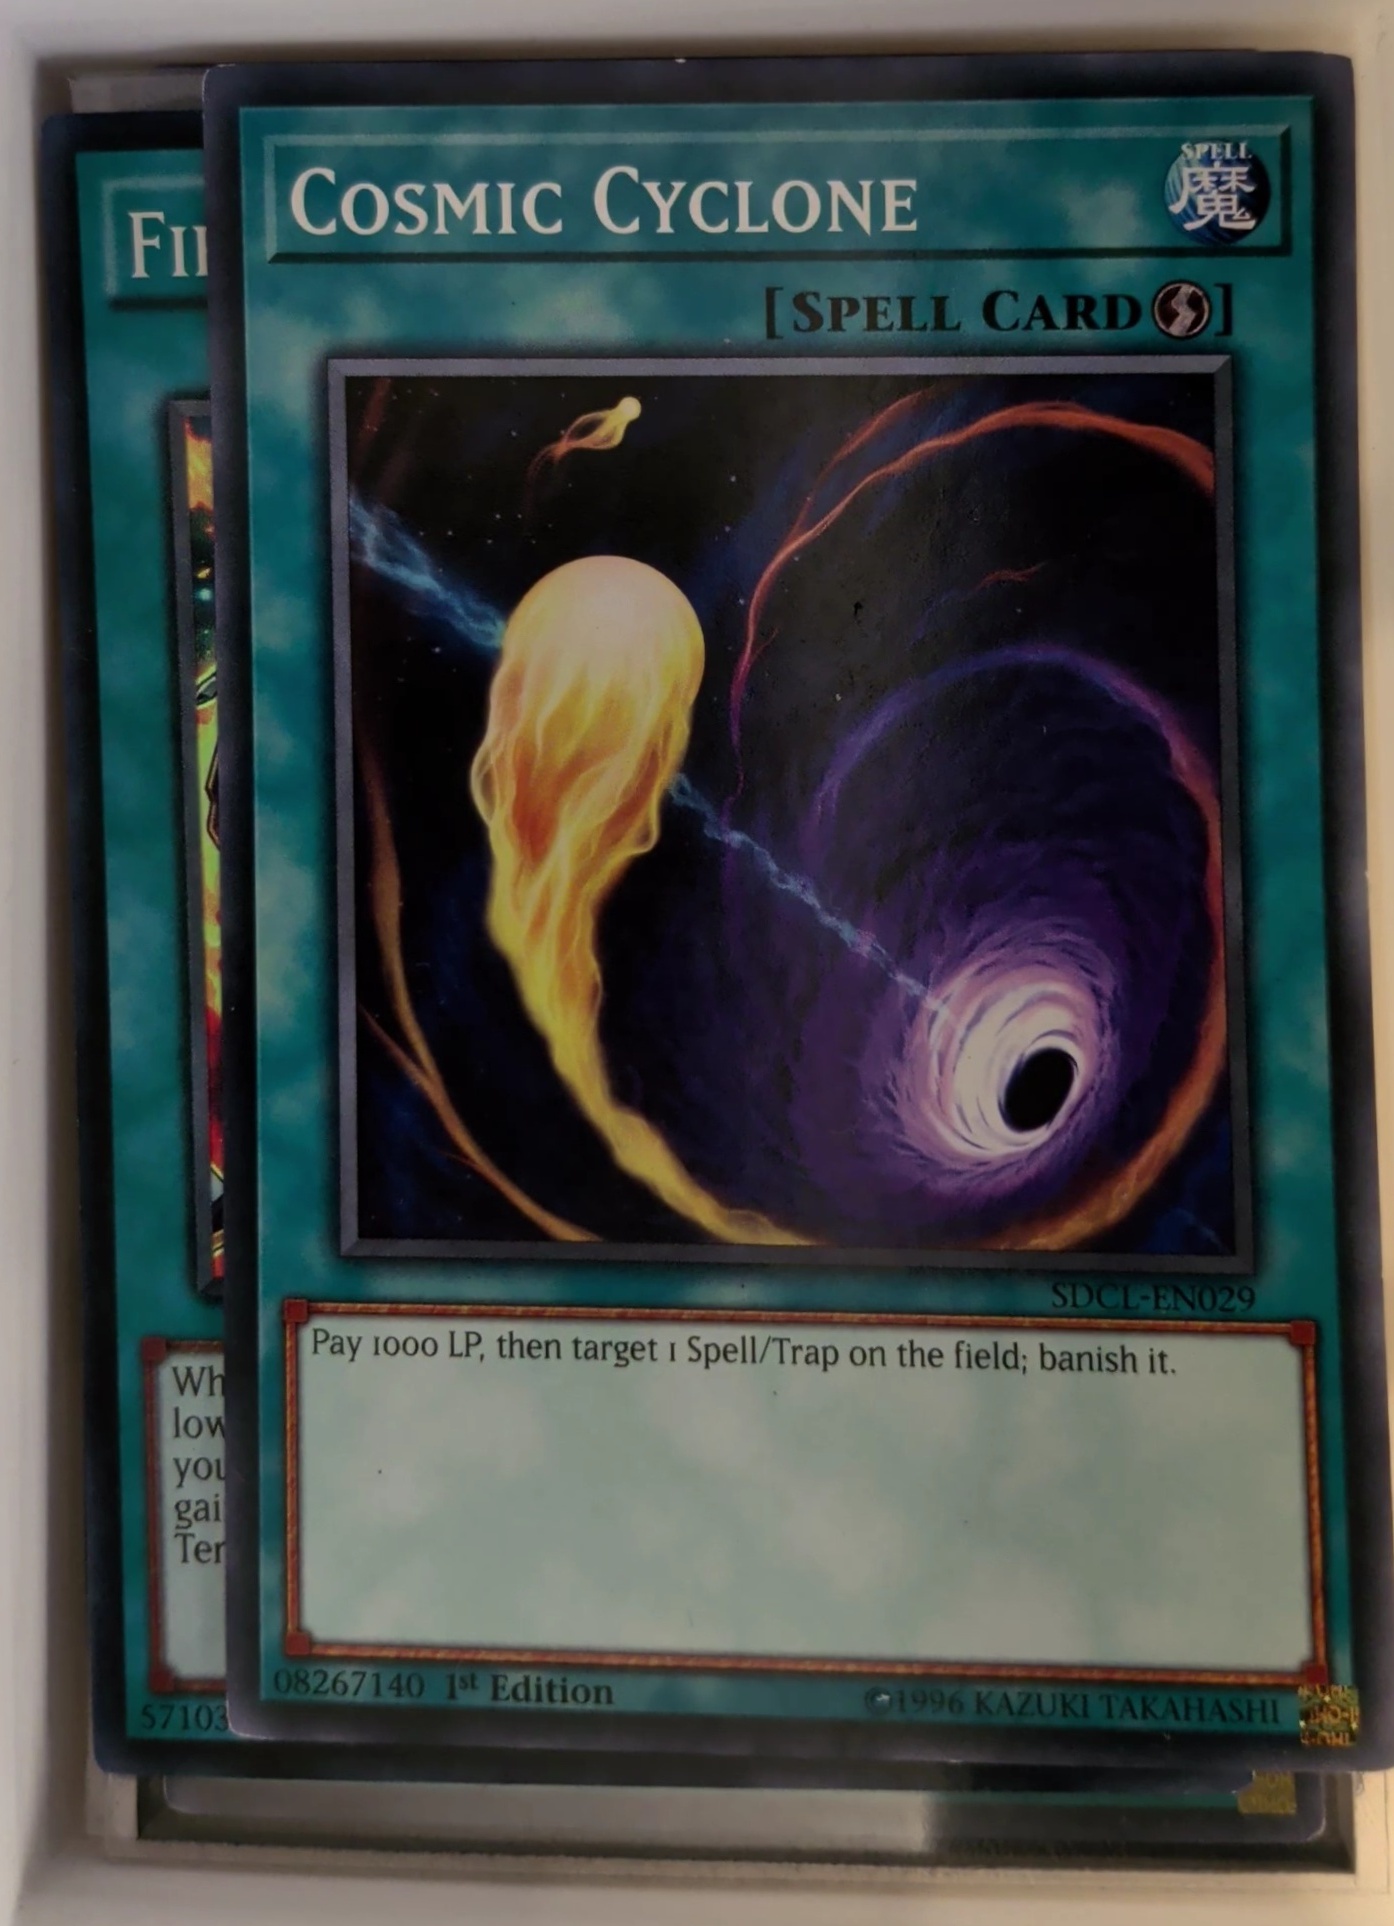 COSMIC CYCLONE
SPELL
魔
[SPELL CARD]
SDCL-EN029
Pay 1000 LP, then target 1 Spell/Trap on the field; banish it.
08267140 1st Edition
©1996 KAZUKI TAKAHASHI
FI
Wh
low
you
gai
Ter
57103